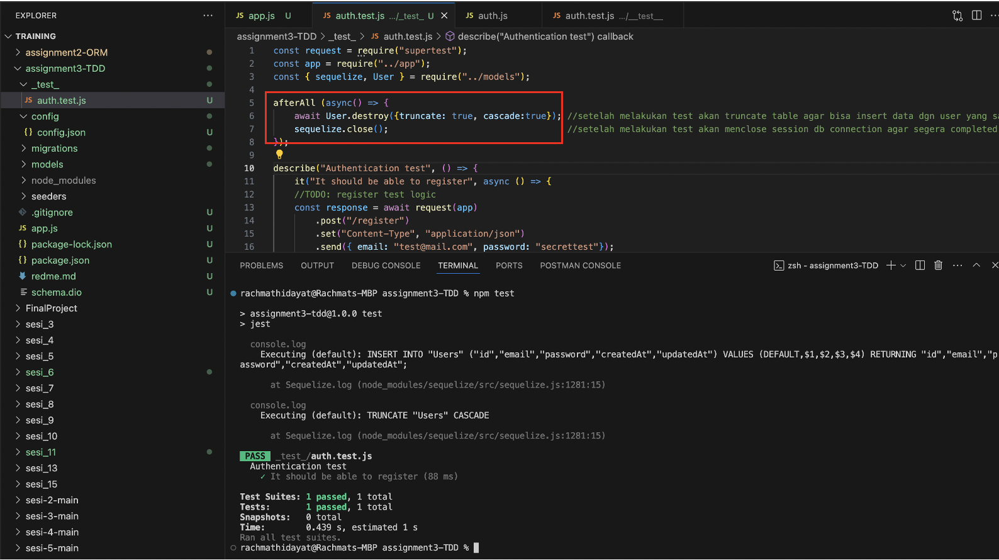 EXPLORER
TRAINING
assignment2-ORM
assignment3-TDD
_test_
JS auth.test.js U
config
{} config.json U
migrations
models
node_modules
seeders
.gitignore U
JS app.js U
{} package-lock.json U
{} package.json U
redme.md U
schema.dio U
FinalProject
sesi_3
sesi_4
sesi_5
sesi_6
sesi_7
sesi_8
sesi_9
sesi_10
sesi_11
sesi_13
sesi_15
sesi-2-main
sesi-3-main
sesi-4-main
sesi-5-main
JS app.js U
JS auth.test.js .../_test_ U
JS auth.js
JS auth.test.js .../__test__
assignment3-TDD > _test_ > JS auth.test.js > describe("Authentication test") callback
1 const request = require("supertest");
2 const app = require("../app");
3 const { sequelize, User } = require("../models");
4
5 afterAll (async() => {
6 await User.destroy({truncate: true, cascade:true}); //setelah melakukan test akan truncate table agar bisa insert data dgn user yang
7 sequelize.close(); //setelah melakukan test akan menclose session db connection agar segera completed
8 });
9
10 describe("Authentication test", () => {
11 it("It should be able to register", async () => {
12 //TODO: register test logic
13 const response = await request(app)
14 .post("/register")
15 .set("Content-Type", "application/json")
16 .send({ email: "test@mail.com", password: "secrettest"});
PROBLEMS OUTPUT DEBUG CONSOLE TERMINAL PORTS POSTMAN CONSOLE
zsh - assignment3-TDD
rachmathidayat@Rachmats-MBP assignment3-TDD % npm test
> assignment3-tdd@1.0.0 test
> jest
console.log
Executing (default): INSERT INTO "Users" ("id","email","password","createdAt","updatedAt") VALUES (DEFAULT,$1,$2,$3,$4) RETURNING "id","email","p
assword","createdAt","updatedAt";
at Sequelize.log (node_modules/sequelize/src/sequelize.js:1281:15)
console.log
Executing (default): TRUNCATE "Users" CASCADE
at Sequelize.log (node_modules/sequelize/src/sequelize.js:1281:15)
PASS _test_/auth.test.js
Authentication test
✓ It should be able to register (88 ms)
Test Suites: 1 passed, 1 total
Tests: 1 passed, 1 total
Snapshots: 0 total
Time: 0.439 s, estimated 1 s
Ran all test suites.
rachmathidayat@Rachmats-MBP assignment3-TDD %